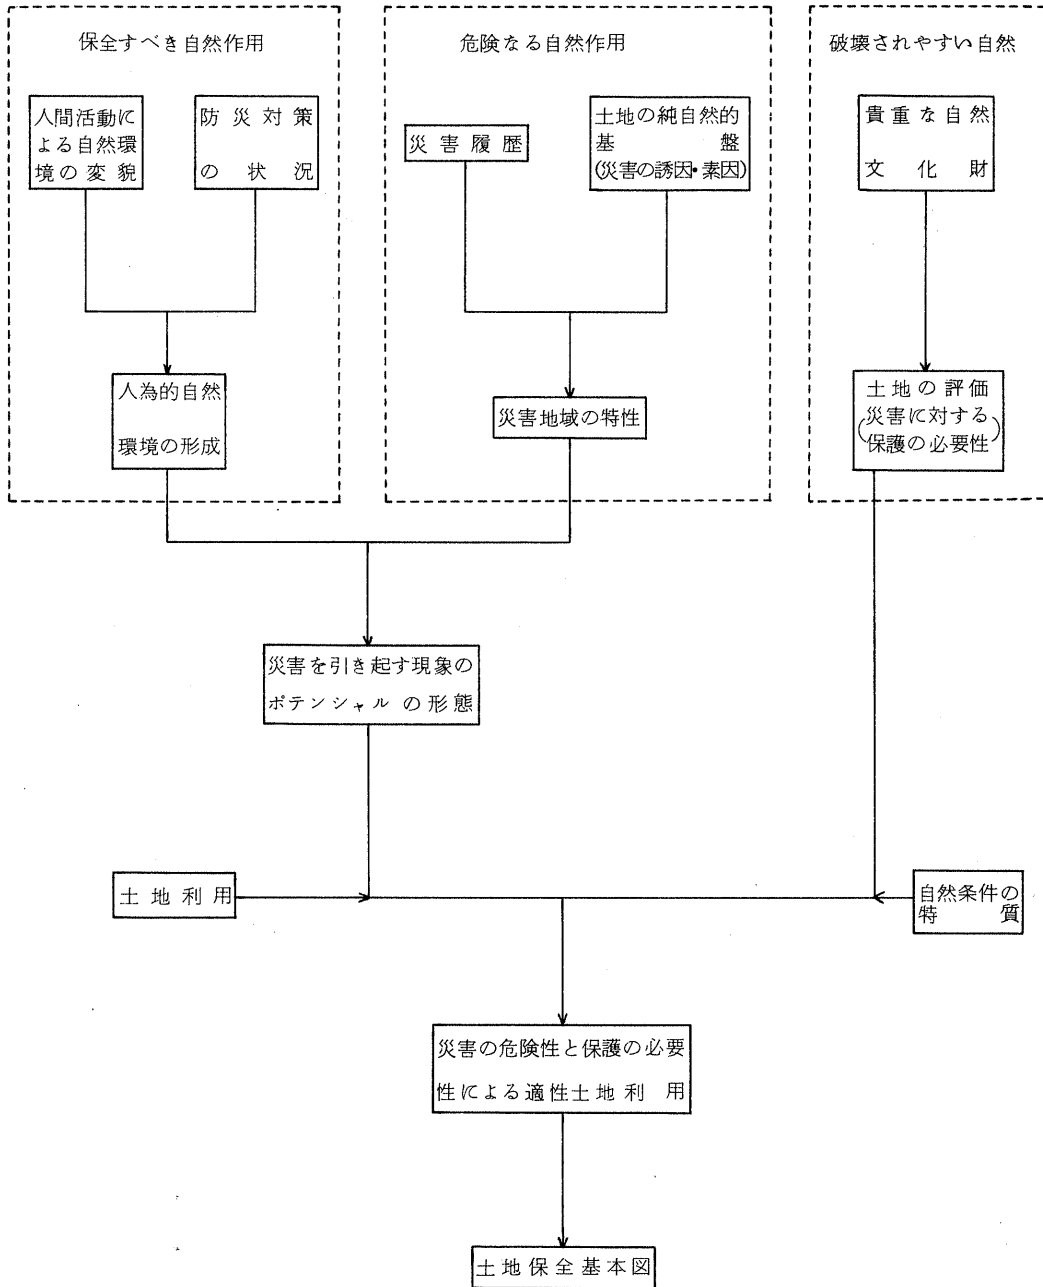 保全すべき自然作用
人間活動に
よる自然環
境の変貌
防災対策
の状況
人為的自然
環境の形成
危険なる自然作用
災害履歴
土地の純自然的
基盤
(災害の誘因・素因)
災害地域の特性
破壊されやすい自然
貴重な自然
文化財
土地の評価
(災害に対する
保護の必要性)
災害を引き起す現象の
ポテンシャルの形態
土地利用
自然条件の
特質
災害の危険性と保護の必要
性による適性土地利用
土地保全基本図